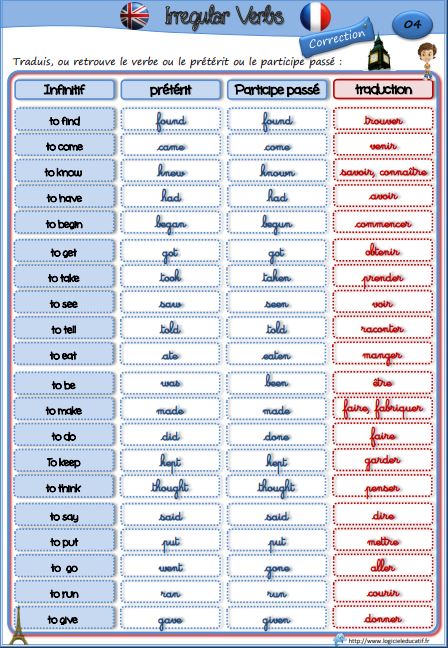 Irregular Verbs
Correction
04
Traduis, ou retrouve le verbe ou le prétérit ou le participe passé :
Infinitif prétérit Participe passé traduction
to find found found trouver
to come came come venir
to know knew known savoir, connaître
to have had had avoir
to begin began begun commencer
to get got got obtenir
to take took taken prender
to see saw seen voir
to tell told told raconter
to eat ate eaten manger
to be was been être
to make made made faire, fabriquer
to do did done faire
To keep kept kept garder
to think thought thought penser
to say said said dire
to put put put mettre
to go went gone aller
to run ran run courir
to give gave given donner
http://www.logicieleducatif.fr